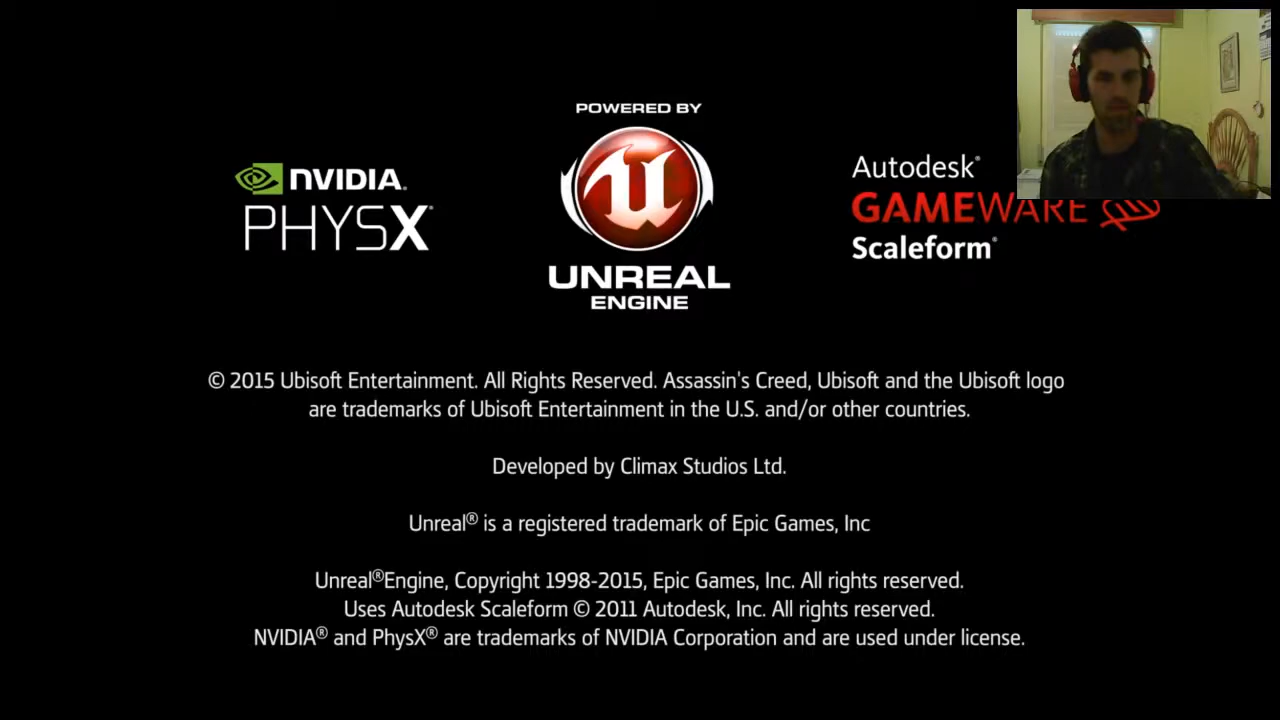 POWERED BY
NVIDIA.
PHYSX®
UNREAL
ENGINE
Autodesk®
GAMEWARE
Scaleform®
© 2015 Ubisoft Entertainment. All Rights Reserved. Assassin's Creed, Ubisoft and the Ubisoft logo
are trademarks of Ubisoft Entertainment in the U.S. and/or other countries.
Developed by Climax Studios Ltd.
Unreal® is a registered trademark of Epic Games, Inc
Unreal®Engine, Copyright 1998-2015, Epic Games, Inc. All rights reserved.
Uses Autodesk Scaleform © 2011 Autodesk, Inc. All rights reserved.
NVIDIA® and PhysX® are trademarks of NVIDIA Corporation and are used under license.